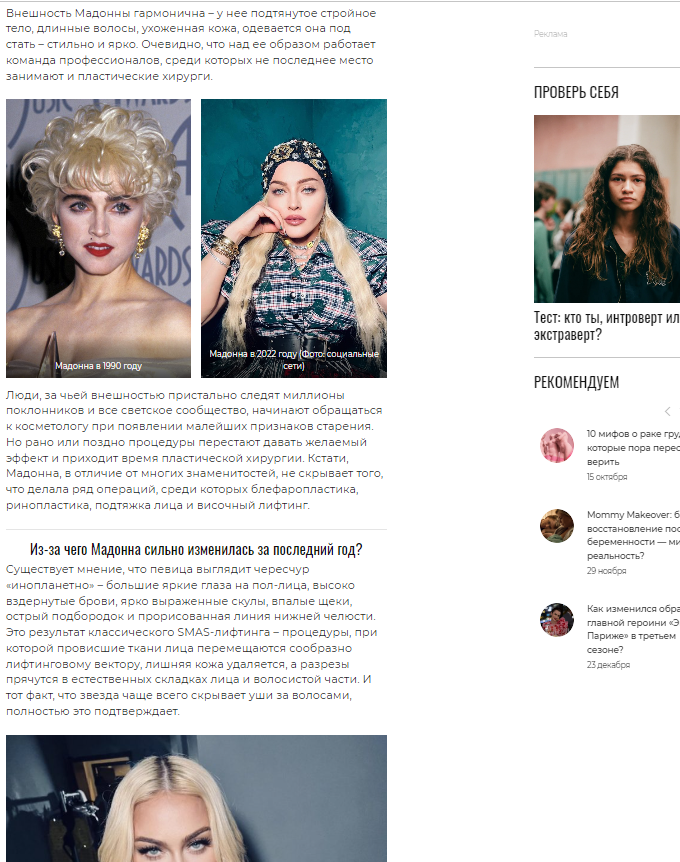 Внешность Мадонны гармонична – у нее подтянутое стройное
тело, длинные волосы, ухоженная кожа, одевается она под
стать – стильно и ярко. Очевидно, что над ее образом работает
команда профессионалов, среди которых не последнее место
занимают и пластические хирурги.
Мадонна в 1990 году
Мадонна в 2022 году (Фото: социальные
сети)
Люди, за чьей внешностью пристально следят миллионы
поклонников и все светское сообщество, начинают обращаться
к косметологу при появлении малейших признаков старения.
Но рано или поздно процедуры перестают давать желаемый
эффект и приходит время пластической хирургии. Кстати,
Мадонна, в отличие от многих знаменитостей, не скрывает того,
что делала ряд операций, среди которых блефаропластика,
ринопластика, подтяжка лица и височный лифтинг.
Из-за чего Мадонна сильно изменилась за последний год?
Существует мнение, что певица выглядит чересчур
«инопланетно» – большие яркие глаза на пол-лица, высоко
вздернутые брови, ярко выраженные скулы, впалые щеки,
острый подбородок и прорисованная линия нижней челюсти.
Это результат классического SMAS-лифтинга – процедуры, при
которой провисшие ткани лица перемещаются сообразно
лифтинговому вектору, лишняя кожа удаляется, а разрезы
прячутся в естественных складках лица и волосистой части. И
тот факт, что звезда чаще всего скрывает уши за волосами,
полностью это подтверждает.
Реклама
ПРОВЕРЬ СЕБЯ
Тест: кто ты, интроверт ил
экстраверт?
РЕКОМЕНДУЕМ
10 мифов о раке груд
которые пора перес
верить
15 октября
Mommy Makeover: б
восстановление пос
беременности — ми
реальность?
29 ноября
Как изменился обра
главной героини «Э
Париже» в третьем
сезоне?
23 декабря